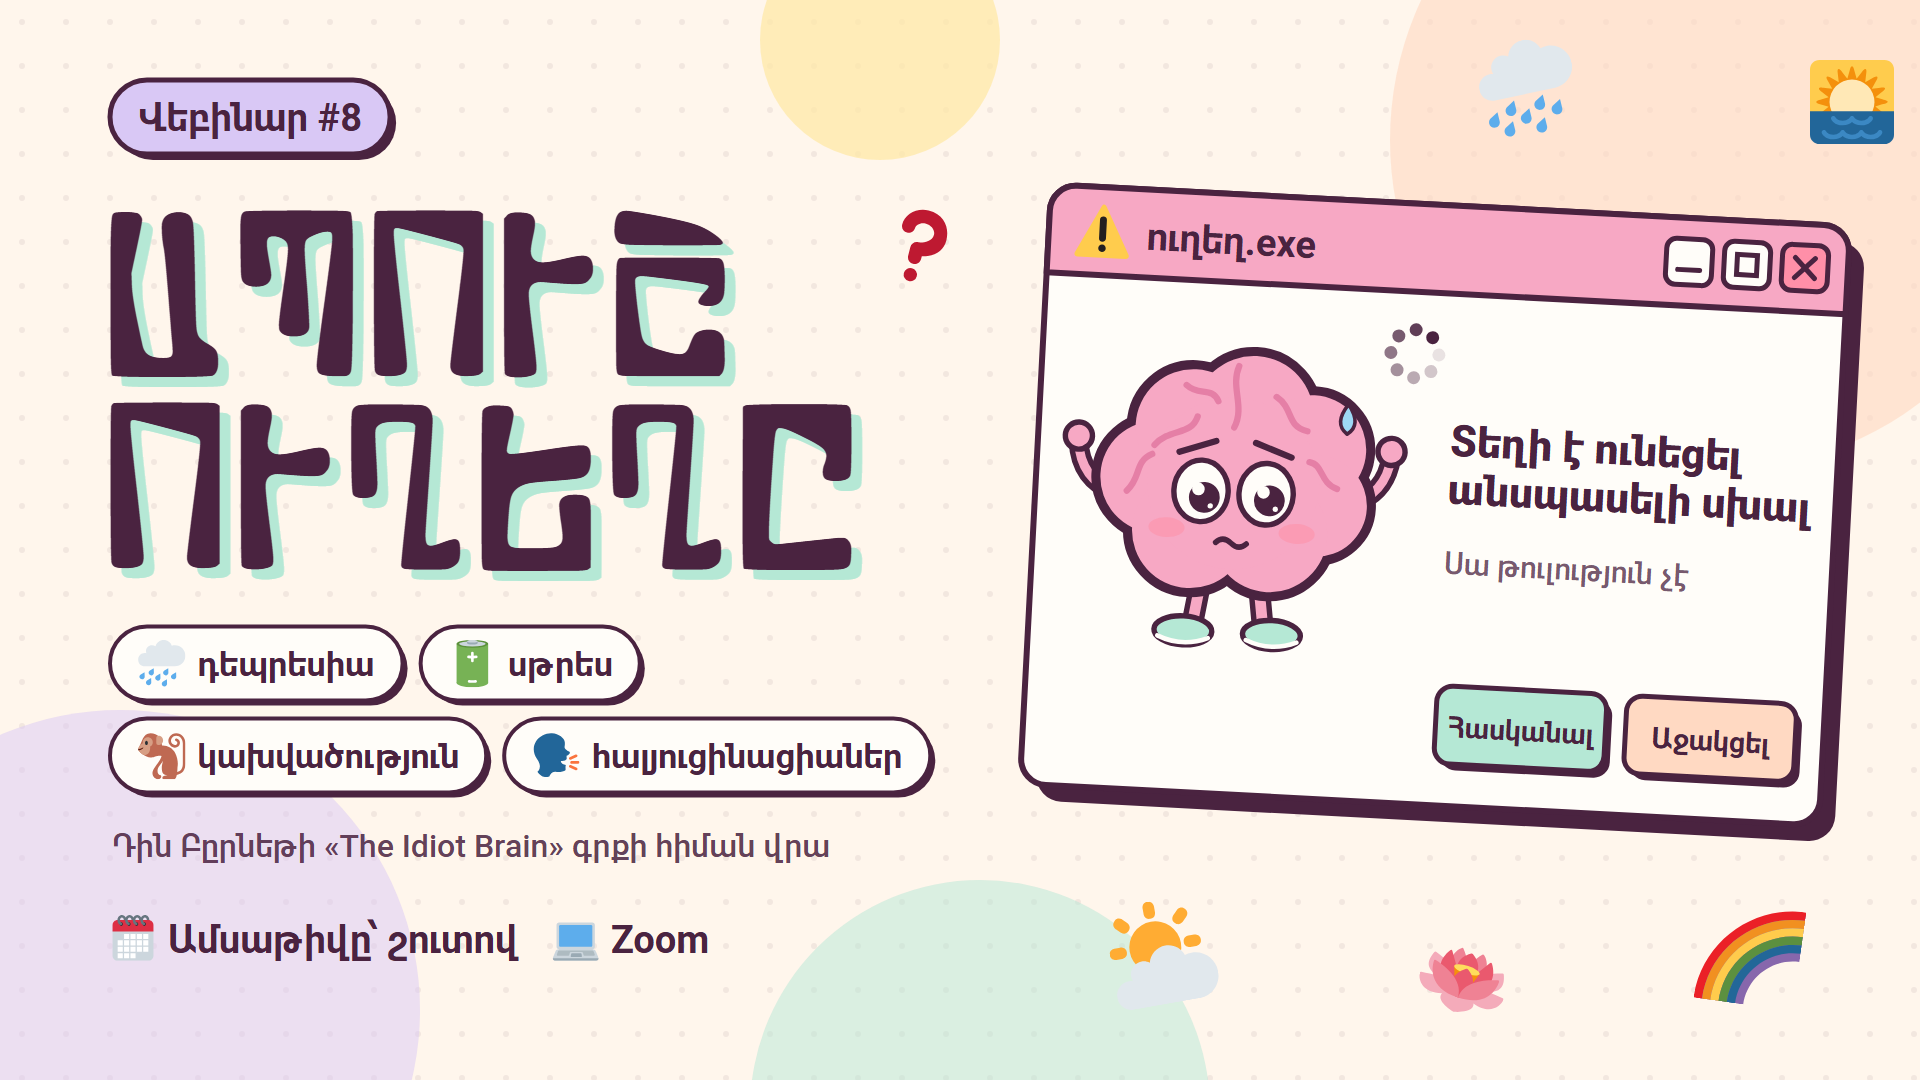 Վեբինար #8
ԱՊՈՒՇ
ՈՒՂԵՂԸ
?
դեպրեսիա
սթրես
կախվածություն
հալյուցինացիաներ
Դին Բըրնեթի «The Idiot Brain» գրքի հիման վրա
Ամսաթիվը՝ շուտով
Zoom
ուղեղ.exe
Տեղի է ունեցել
անսպասելի սխալ
Սա թուլություն չէ
Հասկանալ
Աջակցել